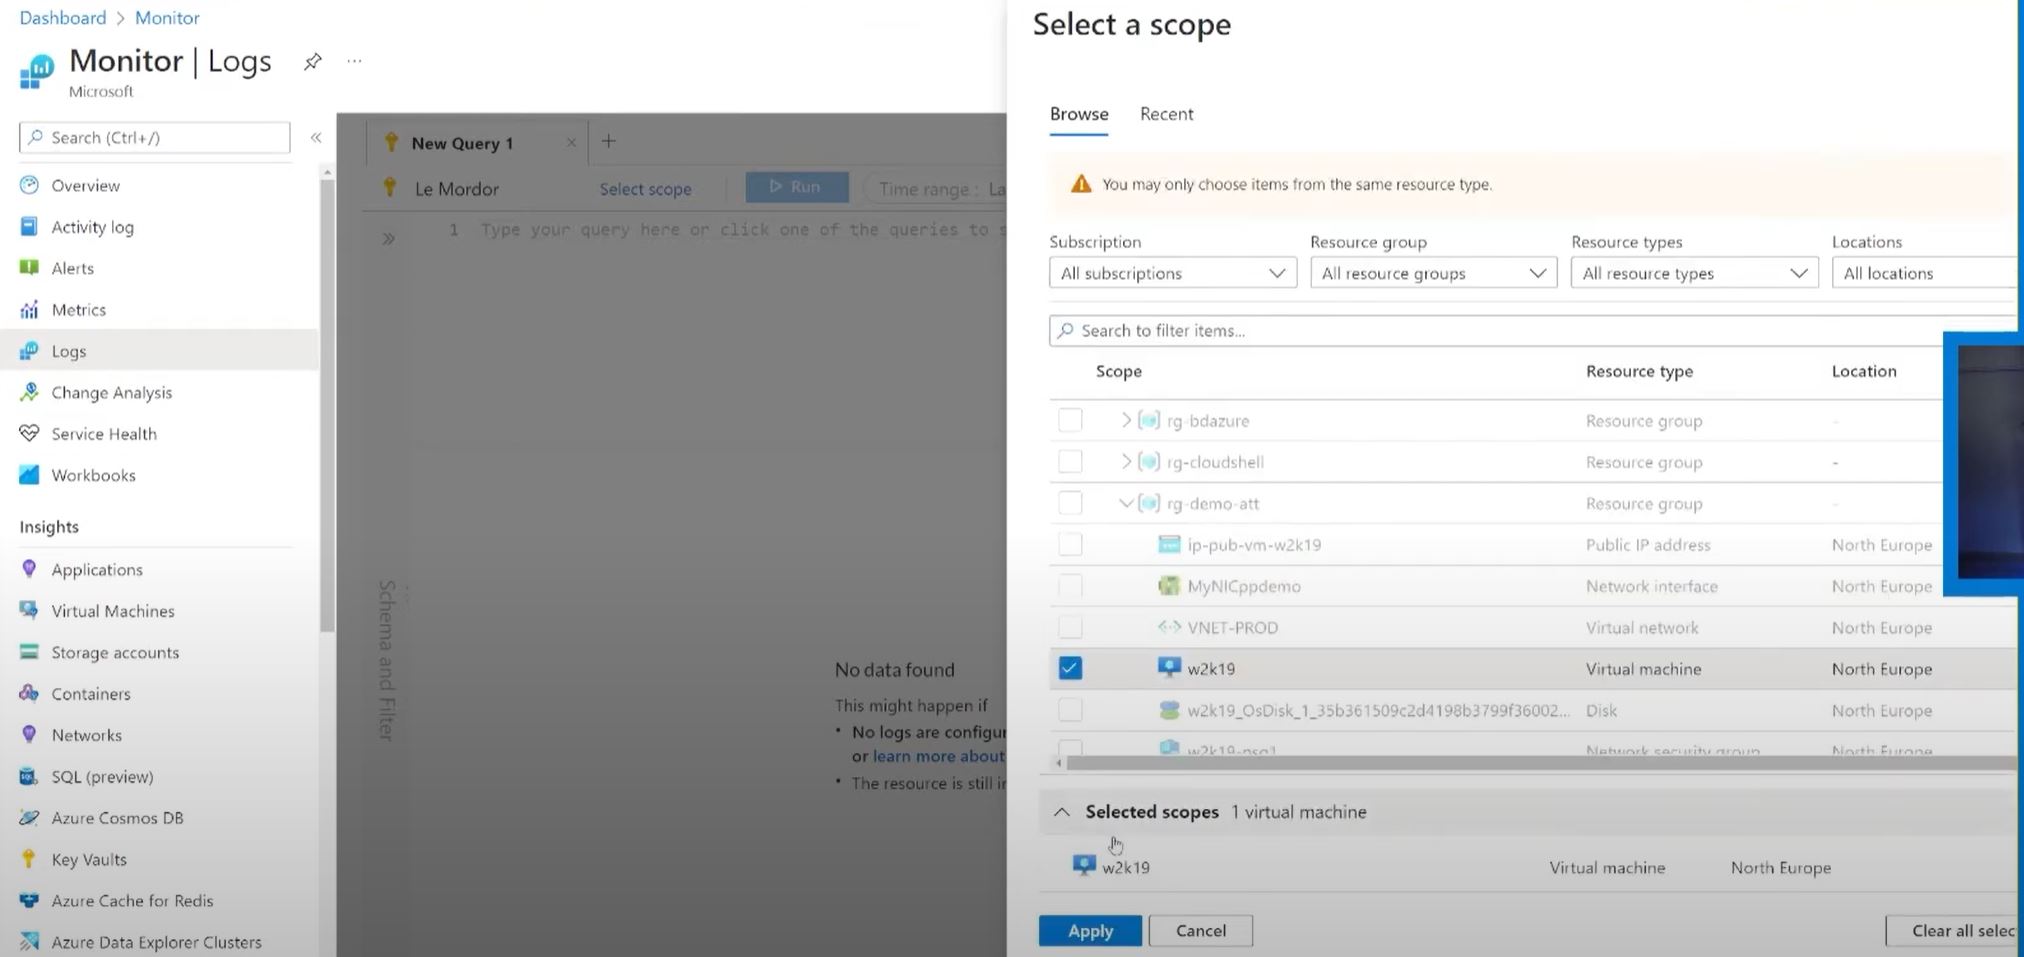 Dashboard > Monitor
Monitor | Logs
...
Microsoft
Search (Ctrl+/)
«
Overview
Activity log
Alerts
Metrics
Logs
Change Analysis
Service Health
Workbooks
Insights
Applications
Virtual Machines
Storage accounts
Containers
Networks
SQL (preview)
Azure Cosmos DB
Key Vaults
Azure Cache for Redis
Azure Data Explorer Clusters
New Query 1 × +
Le Mordor Select scope Run Time range : La
» 1 Type your query here or click one of the queries to s
Schema and Filter
No data found
This might happen if
• No logs are configur
or learn more about
• The resource is still in
Select a scope
Browse Recent
You may only choose items from the same resource type.
Subscription Resource group Resource types Locations
All subscriptions All resource groups All resource types All locations
Search to filter items...
Scope Resource type Location
rg-bdazure Resource group -
rg-cloudshell Resource group -
rg-demo-att Resource group -
ip-pub-vm-w2k19 Public IP address North Europe
MyNICppdemo Network interface North Europe
VNET-PROD Virtual network North Europe
w2k19 Virtual machine North Europe
w2k19_OsDisk_1_35b361509c2d4198b3799f36002... Disk North Europe
w2k19-nsg1 Network security group North Europe
Selected scopes 1 virtual machine
w2k19 Virtual machine North Europe
Apply Cancel Clear all selec